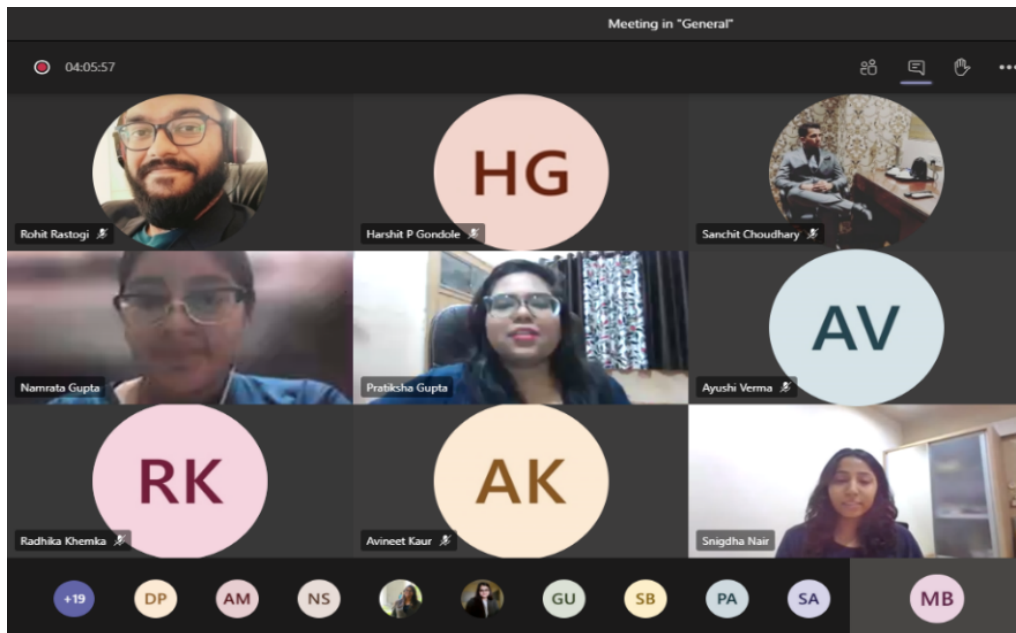 Meeting in "General"
04:05:57
HG
Rohit Rastogi
Harshit P Gondole
Sanchit Choudhary
AV
Namrata Gupta
Pratiksha Gupta
Ayushi Verma
RK
AK
Radhika Khemka
Avineet Kaur
Snigdha Nair
+19 DP AM NS GU SB PA SA MB